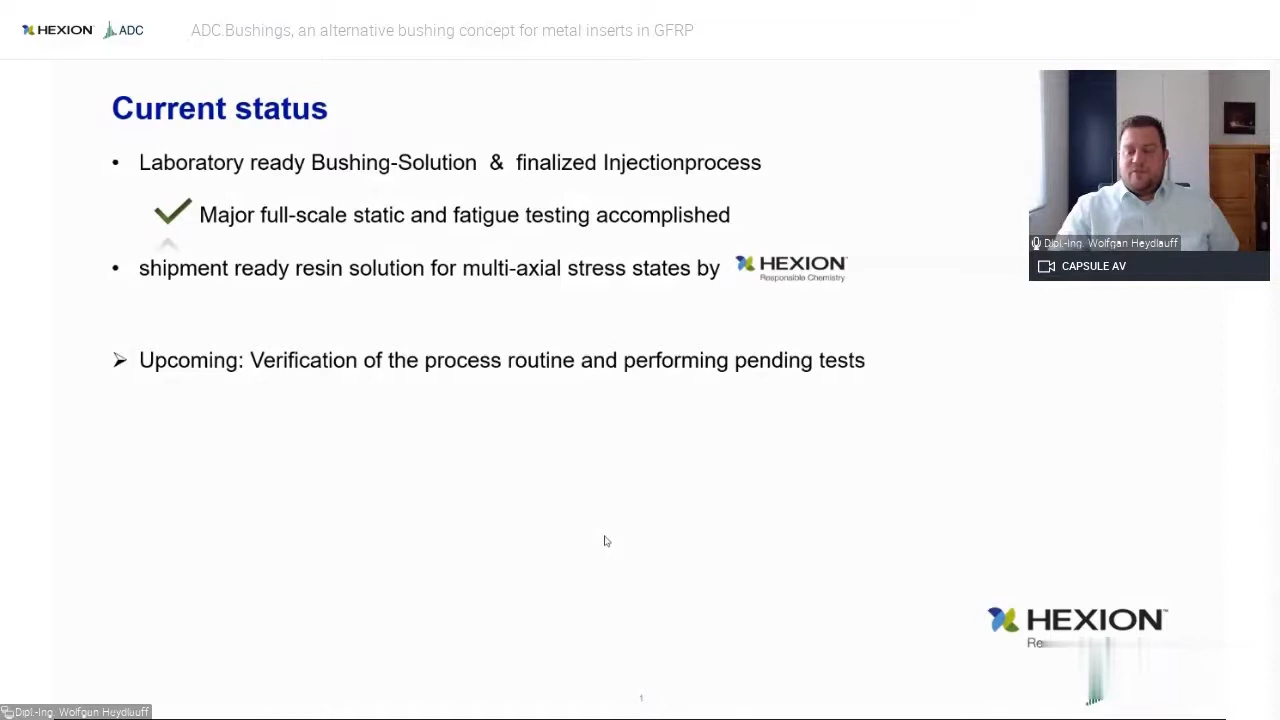 HEXION ADC ADC Bushings, an alternative bushing concept for metal inserts in GFRP
Current status
• Laboratory ready Bushing-Solution & finalized Injectionprocess
Major full-scale static and fatigue testing accomplished
• shipment ready resin solution for multi-axial stress states by HEXION
Responsible Chemistry
Upcoming: Verification of the process routine and performing pending tests
Dipl.-Ing. Wolfgan Heydlauff
CAPSULE AV
HEXION™
Re
1
Dipl.-Ing. Wolfgan Heydlauff